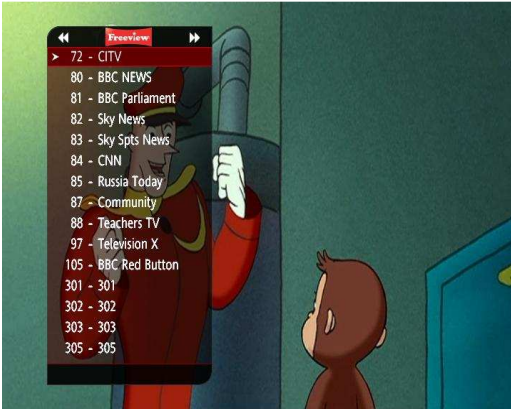 Freeview
72 - CITV
80 - BBC NEWS
81 - BBC Parliament
82 - Sky News
83 - Sky Spts News
84 - CNN
85 - Russia Today
87 - Community
88 - Teachers TV
97 - Television X
105 - BBC Red Button
301 - 301
302 - 302
303 - 303
305 - 305